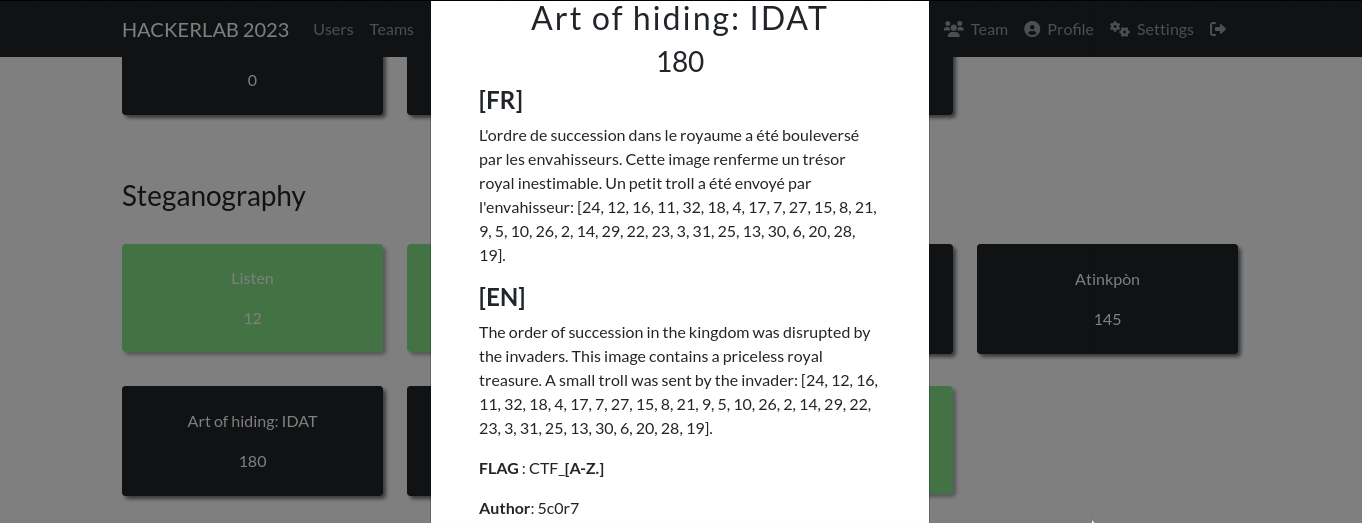 HACKERLAB 2023 Users Teams Team Profile Settings
0
Steganography
Listen
12
Atinkpòn
145
Art of hiding: IDAT
180
Art of hiding: IDAT
180
[FR]
L'ordre de succession dans le royaume a été bouleversé
par les envahisseurs. Cette image renferme un trésor
royal inestimable. Un petit troll a été envoyé par
l'envahisseur: [24, 12, 16, 11, 32, 18, 4, 17, 7, 27, 15, 8, 21,
9, 5, 10, 26, 2, 14, 29, 22, 23, 3, 31, 25, 13, 30, 6, 20, 28,
19].
[EN]
The order of succession in the kingdom was disrupted by
the invaders. This image contains a priceless royal
treasure. A small troll was sent by the invader: [24, 12, 16,
11, 32, 18, 4, 17, 7, 27, 15, 8, 21, 9, 5, 10, 26, 2, 14, 29, 22,
23, 3, 31, 25, 13, 30, 6, 20, 28, 19].
FLAG : CTF_[A-Z.]
Author: 5c0r7